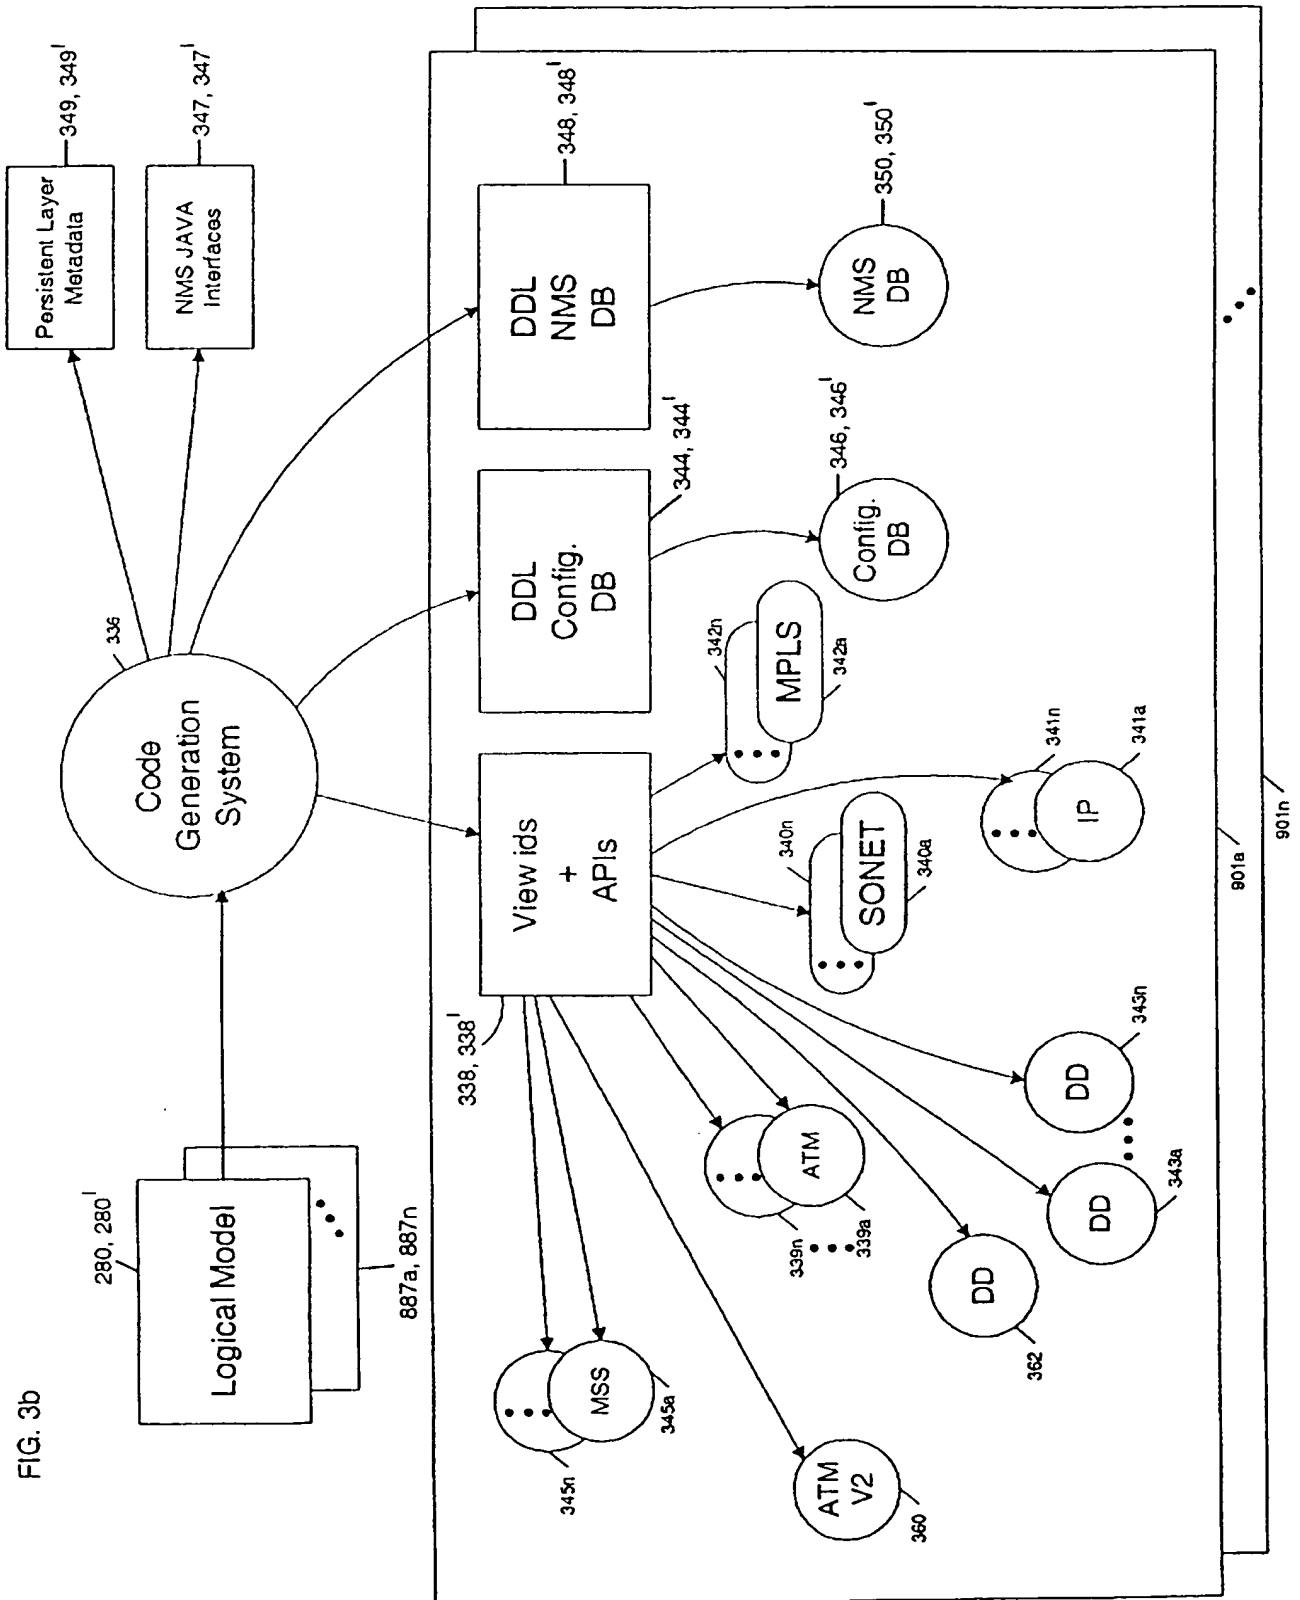 FIG. 3b
280, 280'
Logical Model
887a, 887n
336
Code
Generation
System
Persistent Layer
Metadata
349, 349'
NMS JAVA
Interfaces
347, 347'
338, 338'
View ids
+
APIs
DDL
Config.
DB
344, 344'
DDL
NMS
DB
348, 348'
345n
MSS
345a
ATM
V2
360
339n
339a
ATM
DD
362
DD
343a
DD
343n
340n
SONET
340a
342n
MPLS
342a
341n
IP
341a
Config.
DB
346, 346'
NMS
DB
350, 350'
901a
901n